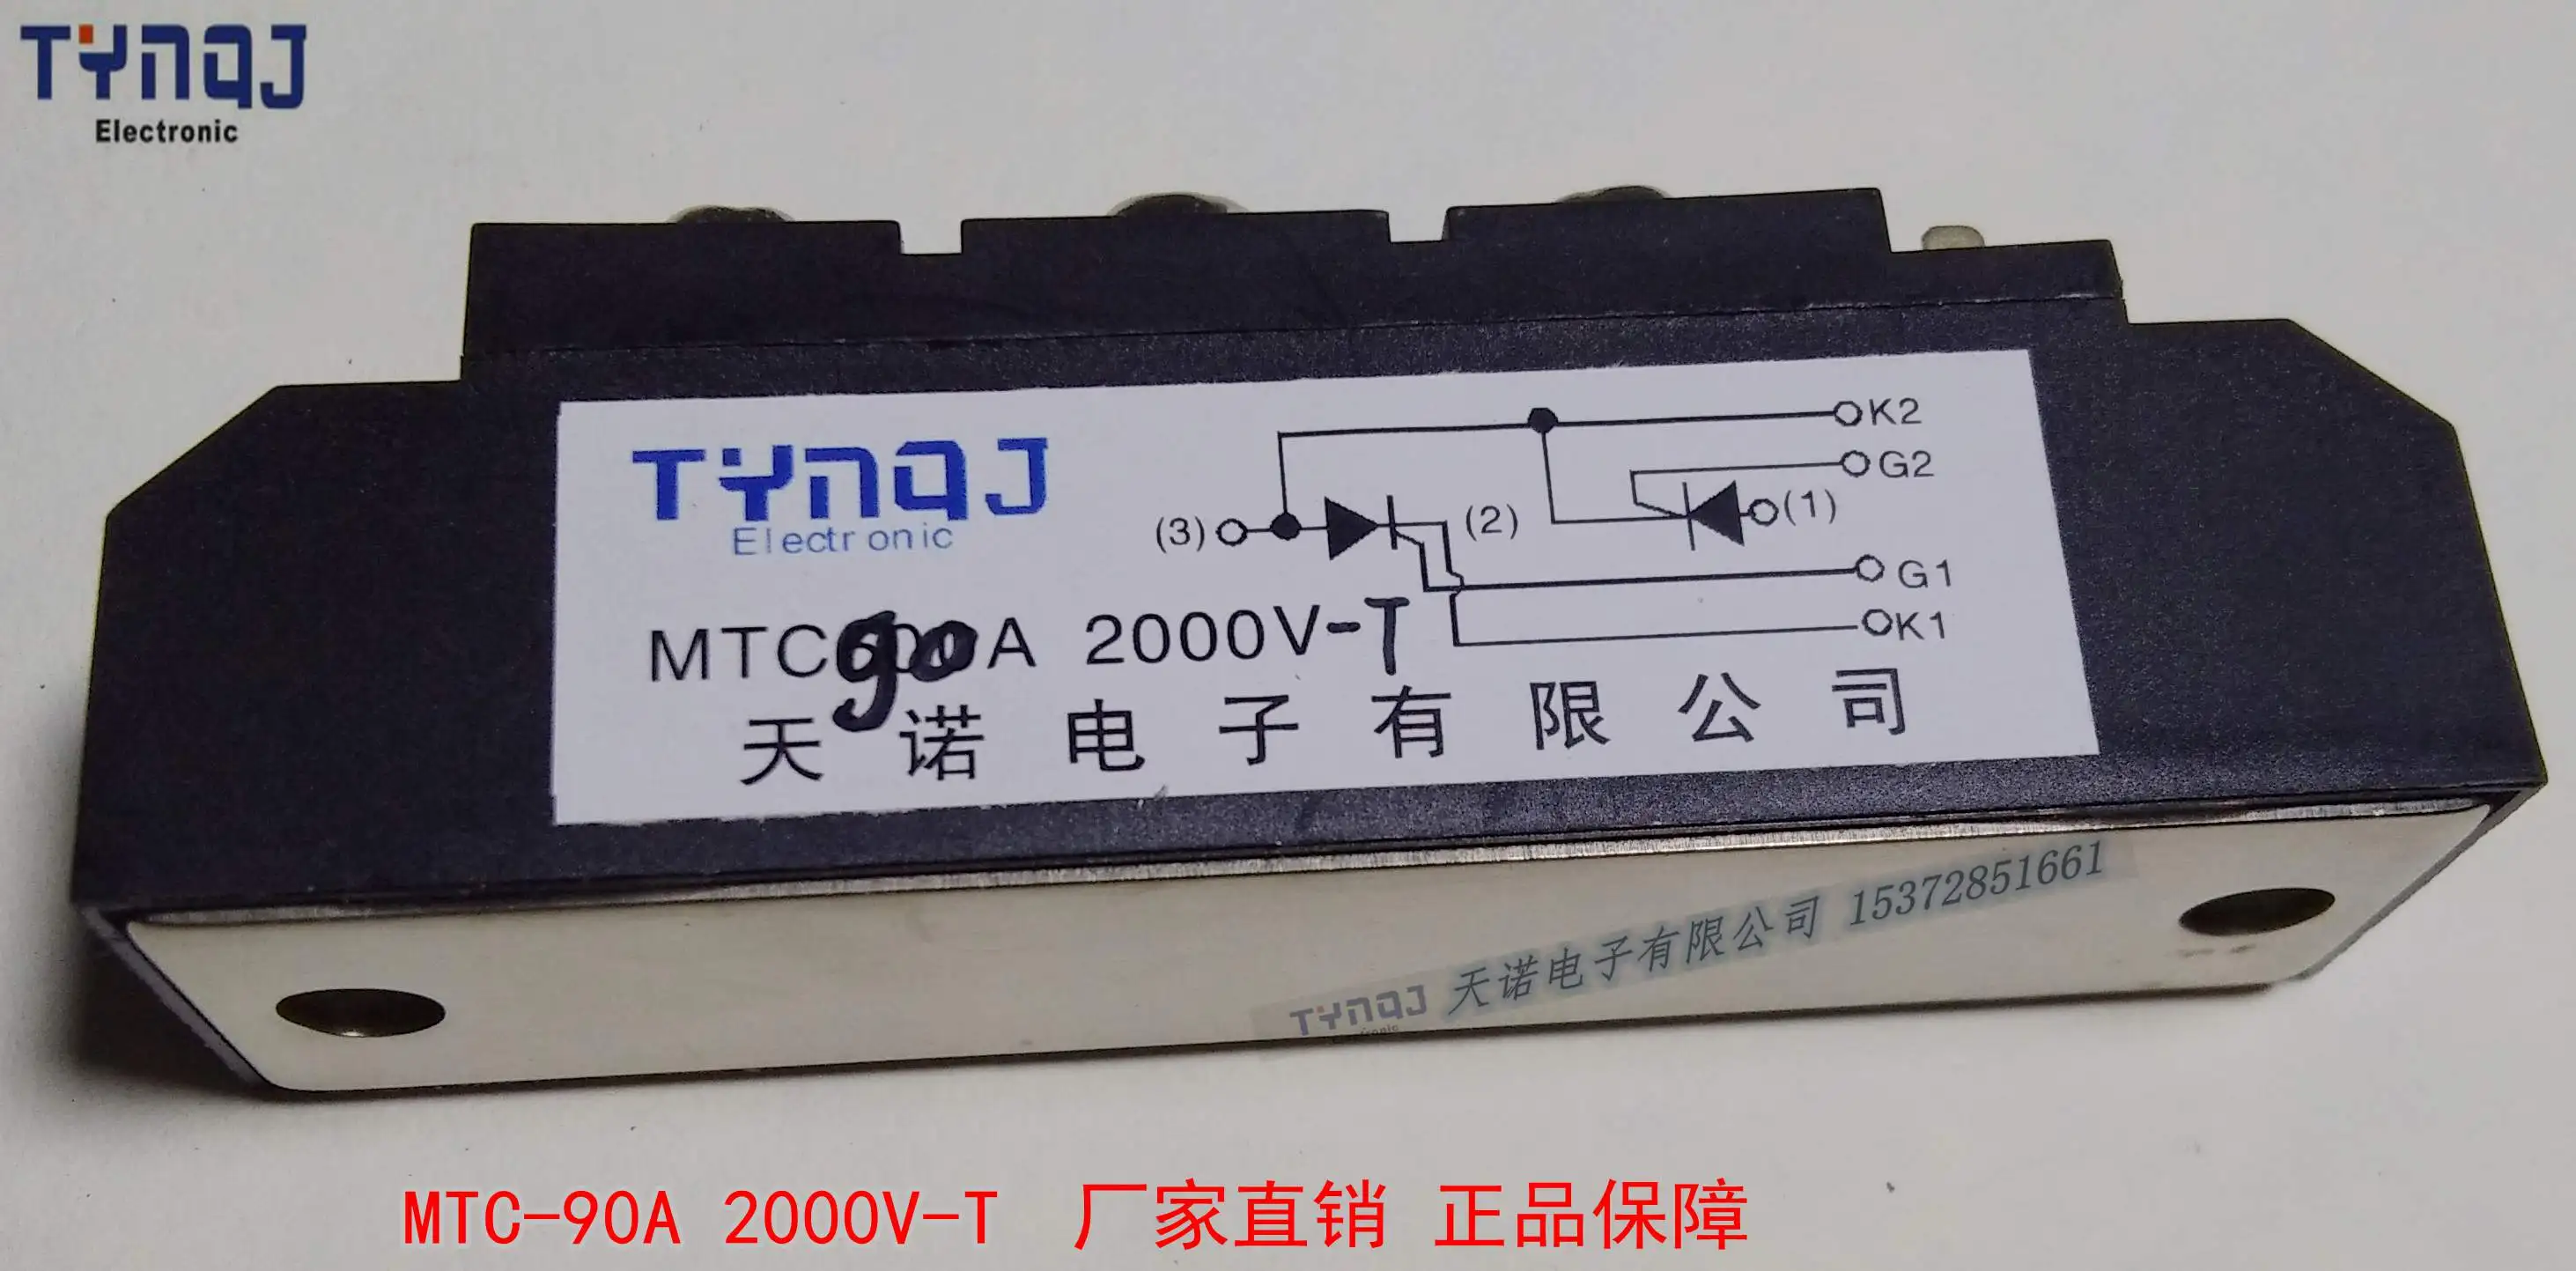 TYNQJ
Electronic
TYNQJ
Electronic
K2
G2
(3)
(2)
(1)
G1
K1
MTC90A 2000V-T
天诺电子有限公司
TYNQJ 天诺电子有限公司 15372851661
MTC-90A 2000V-T 厂家直销 正品保障